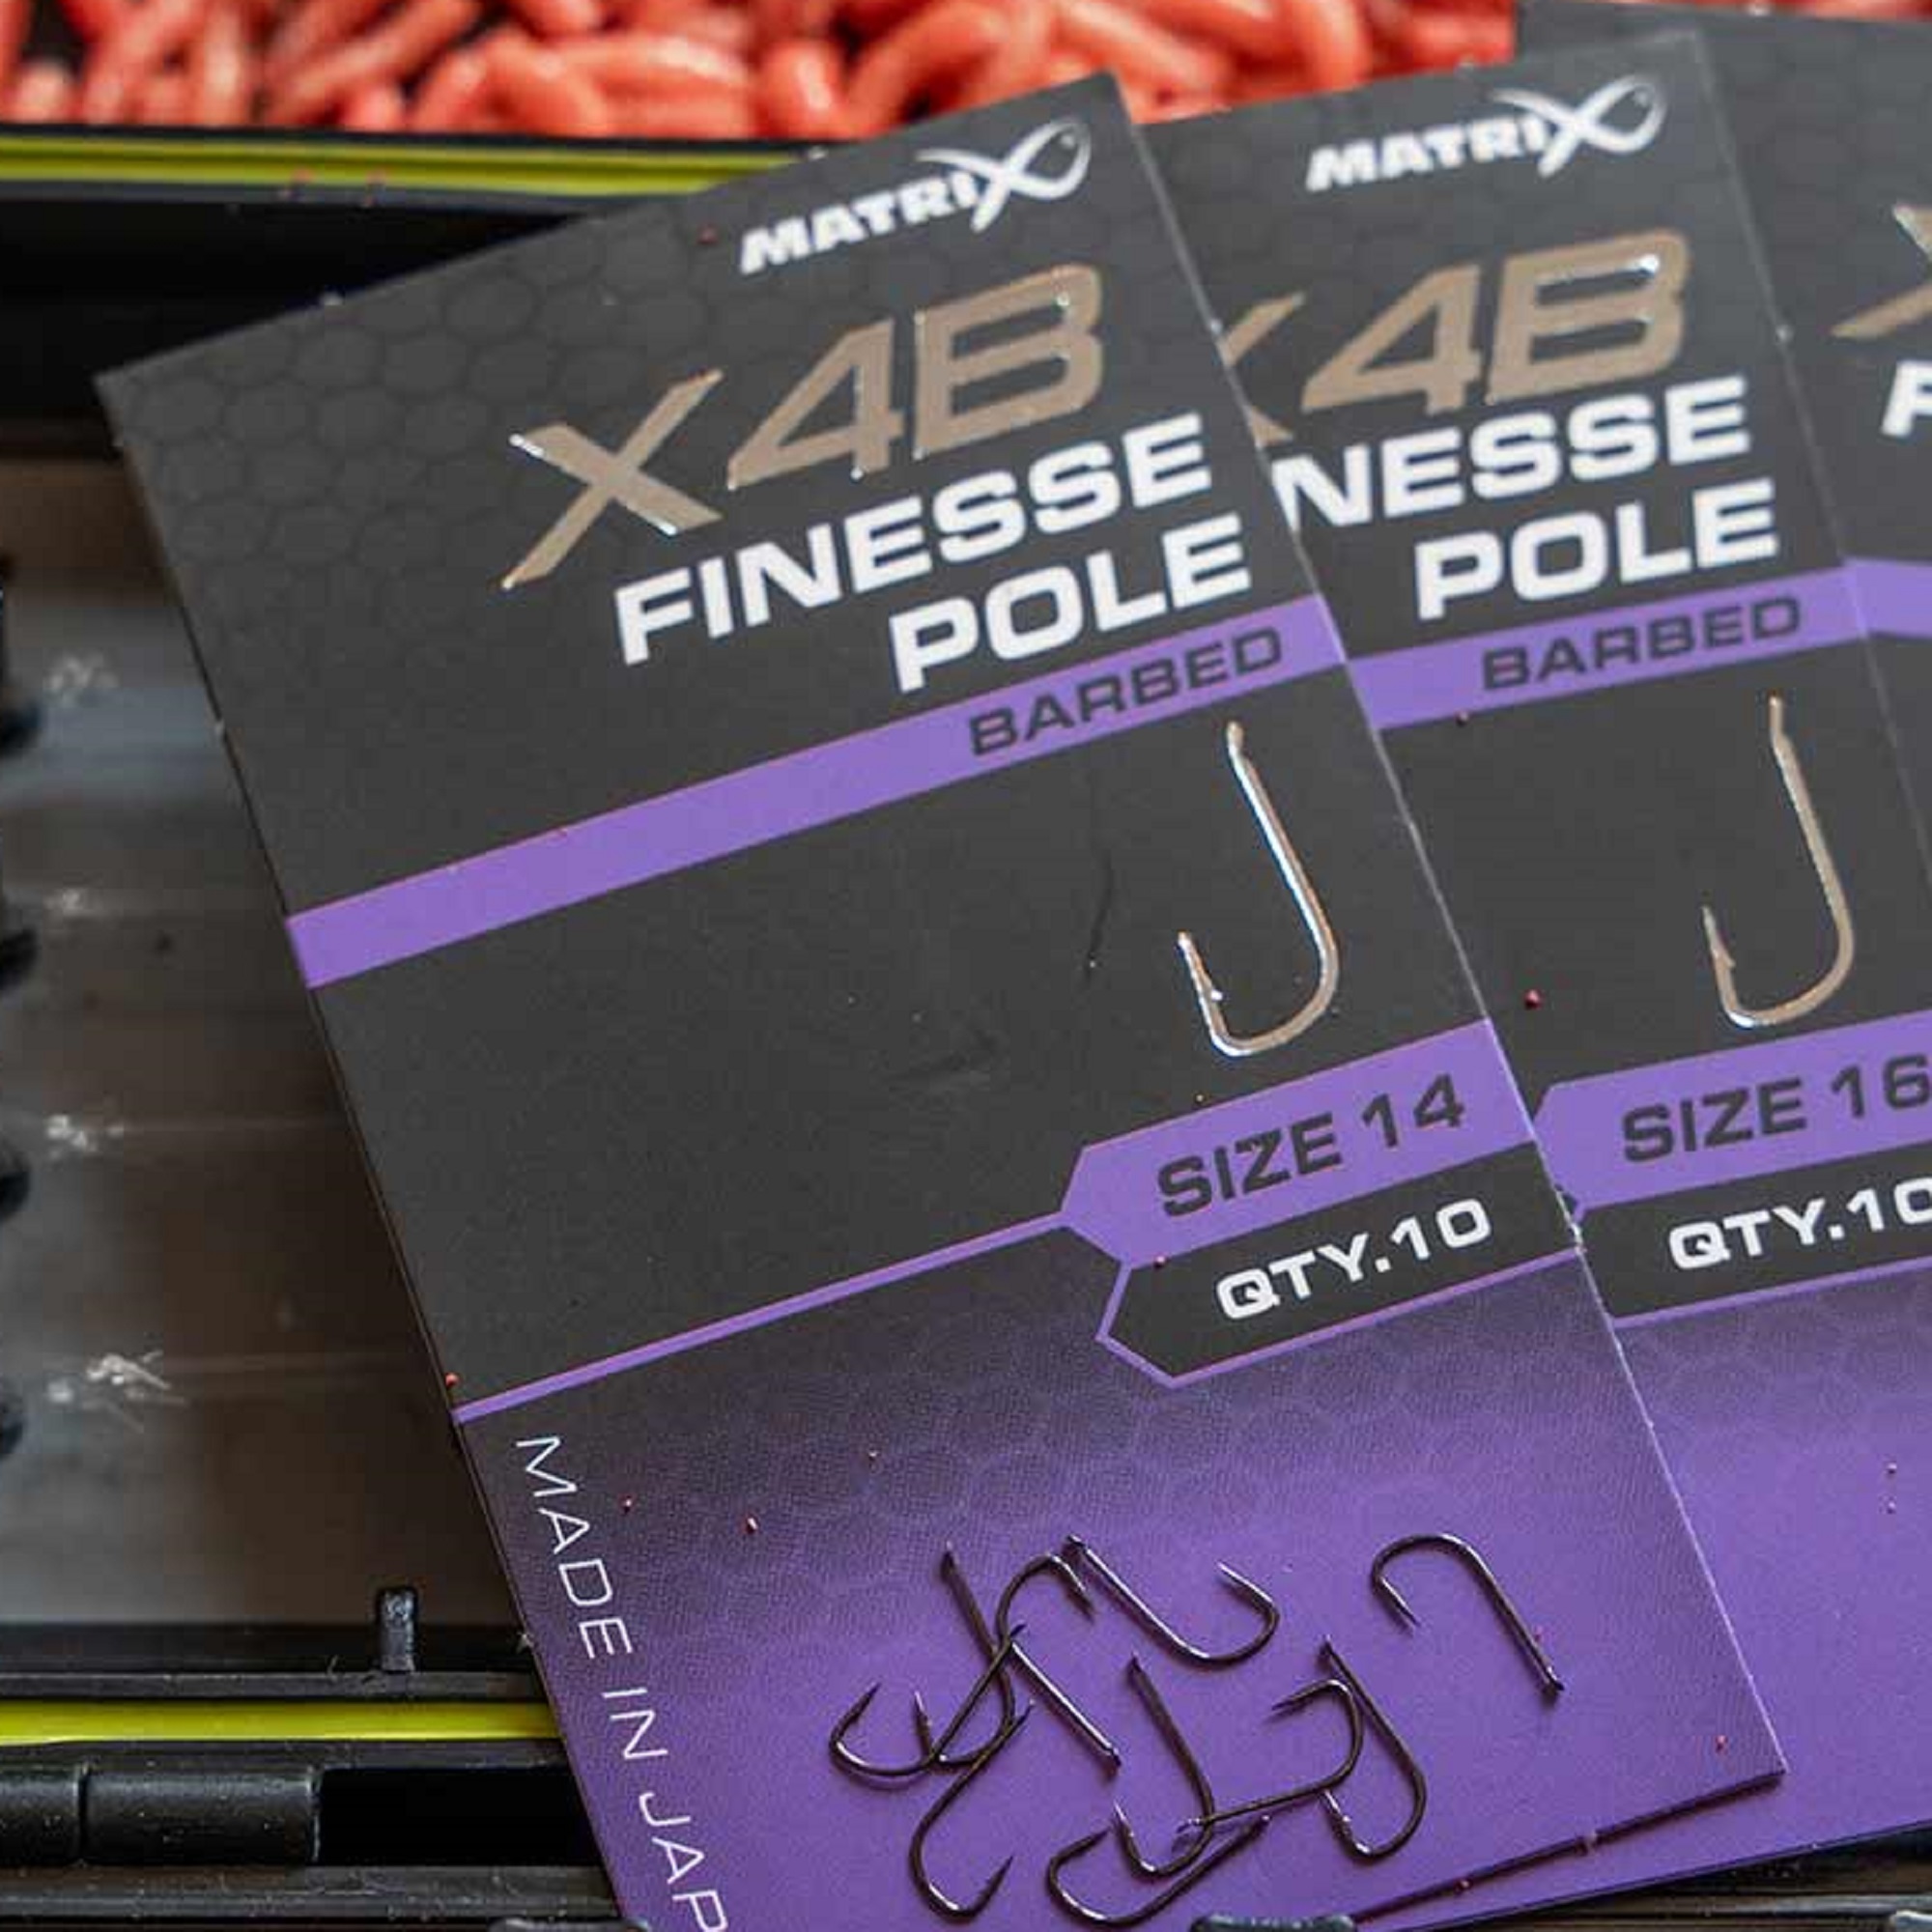 MATRIX
X4B
FINESSE
POLE
BARBED
SIZE 14
QTY.10
MADE IN JAP
MATRIX
X4B
NESSE
POLE
BARBED
SIZE 16
QTY.10
F